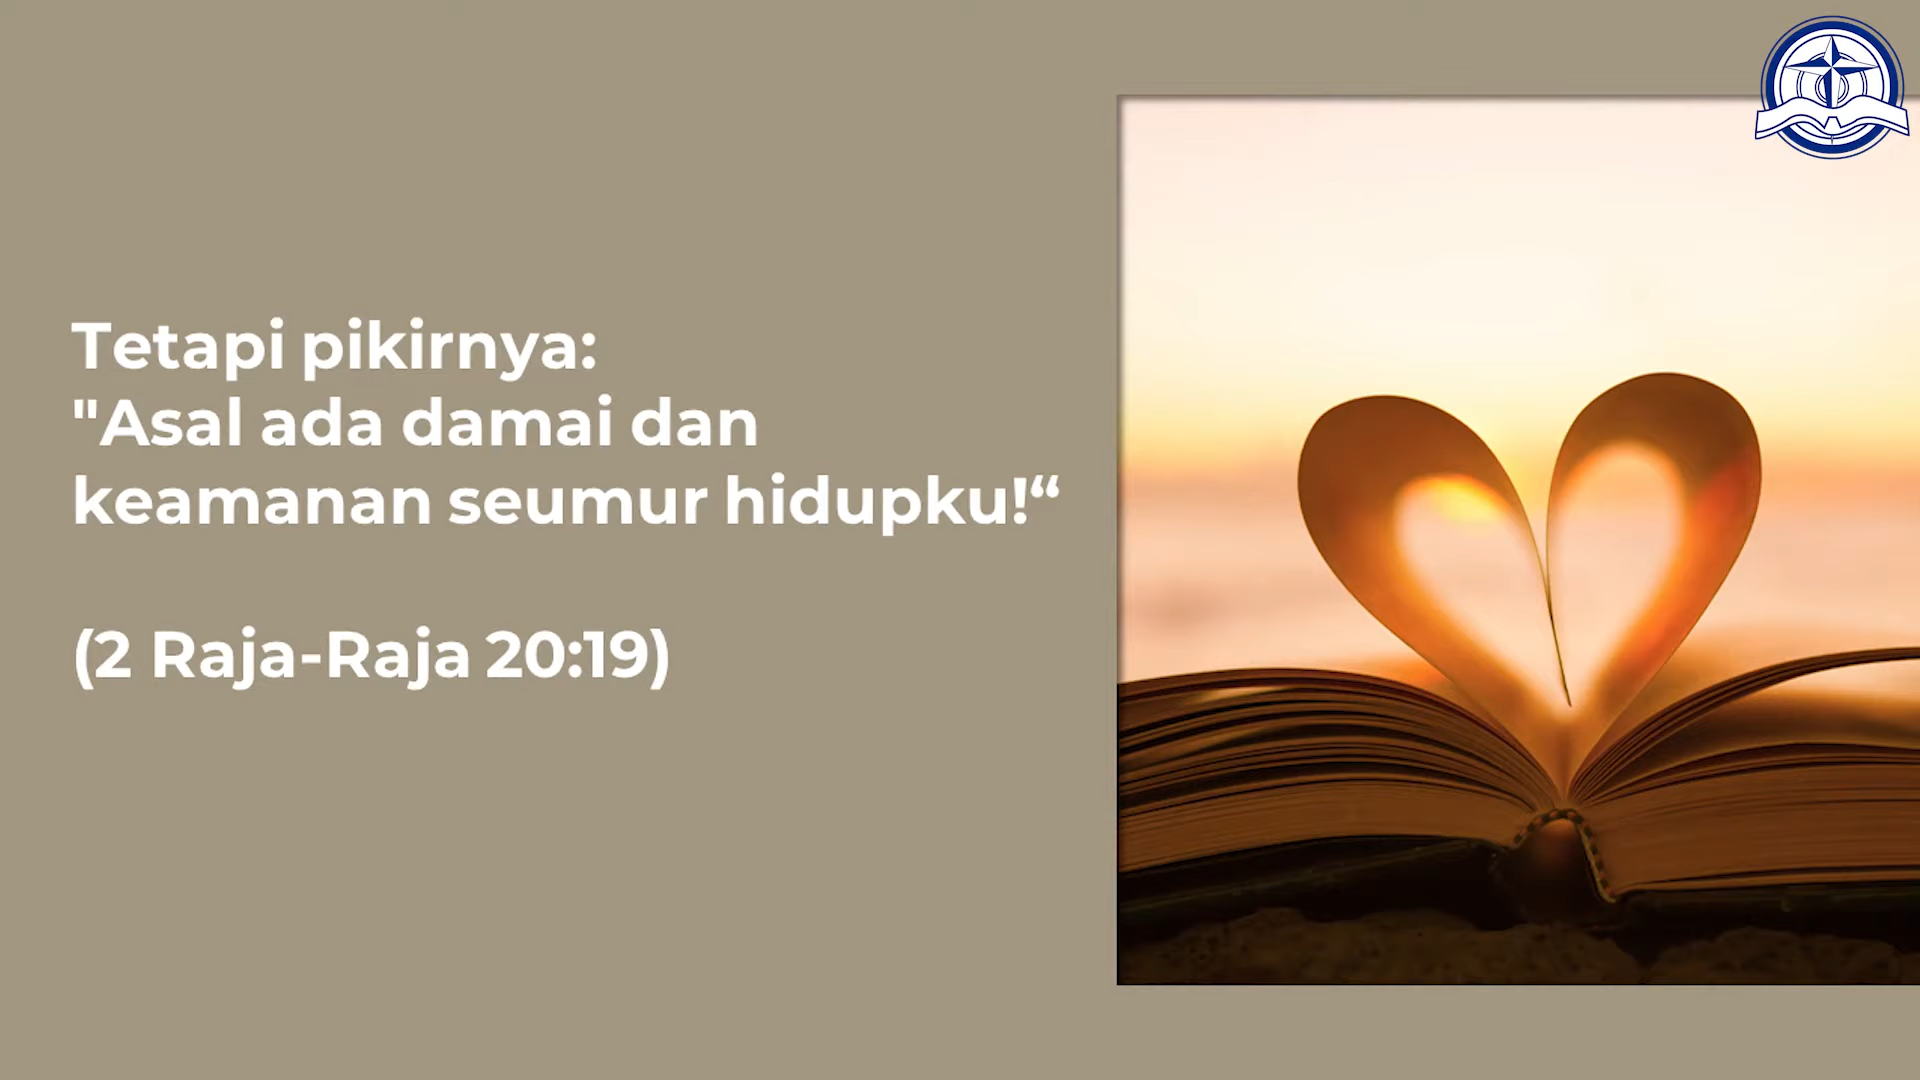 Tetapi pikirnya:
"Asal ada damai dan
keamanan seumur hidupku!“
(2 Raja-Raja 20:19)